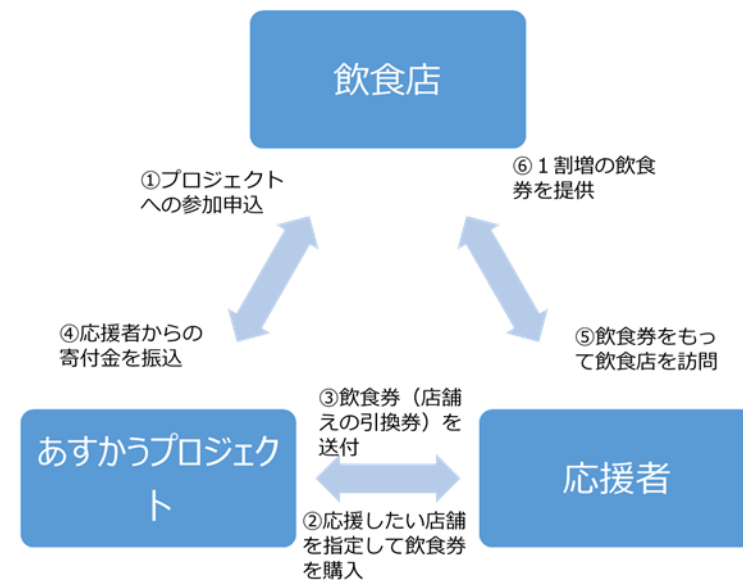 飲食店
①プロジェクト
への参加申込
⑥１割増の飲食
券を提供
④応援者からの
寄付金を振込
⑤飲食券をもっ
て飲食店を訪問
③飲食券（店舗
えの引換券）を
送付
あすかうプロジェク
ト
応援者
②応援したい店舗
を指定して飲食券
を購入